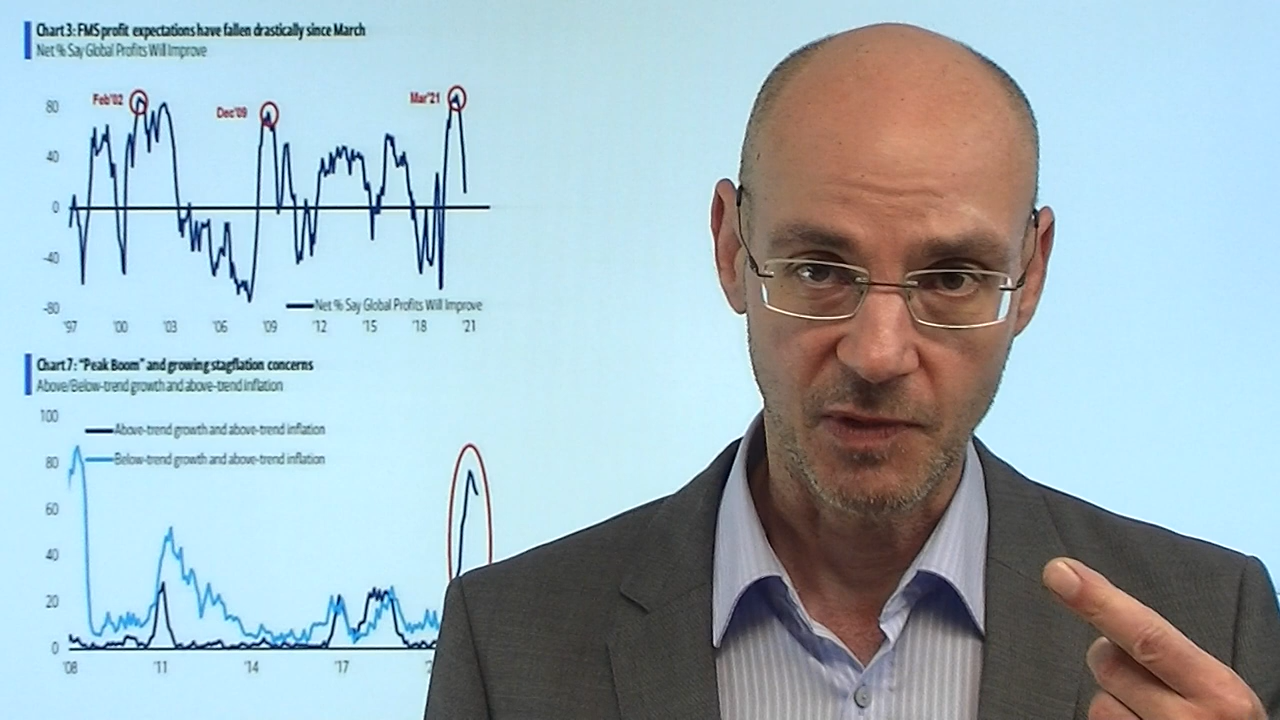 Chart 3: FMS profit expectations have fallen drastically since March
Net % Say Global Profits Will Improve
80
40
0
-40
-80
Feb'02
Dec'09
Mar'21
Net % Say Global Profits Will Improve
'97 '00 '03 '06 '09 '12 '15 '18 '21
Chart 7: "Peak Boom" and growing stagflation concerns
Above/Below-trend growth and above-trend inflation
100
80
60
40
20
0
Above-trend growth and above-trend inflation
Below-trend growth and above-trend inflation
'08 '11 '14 '17